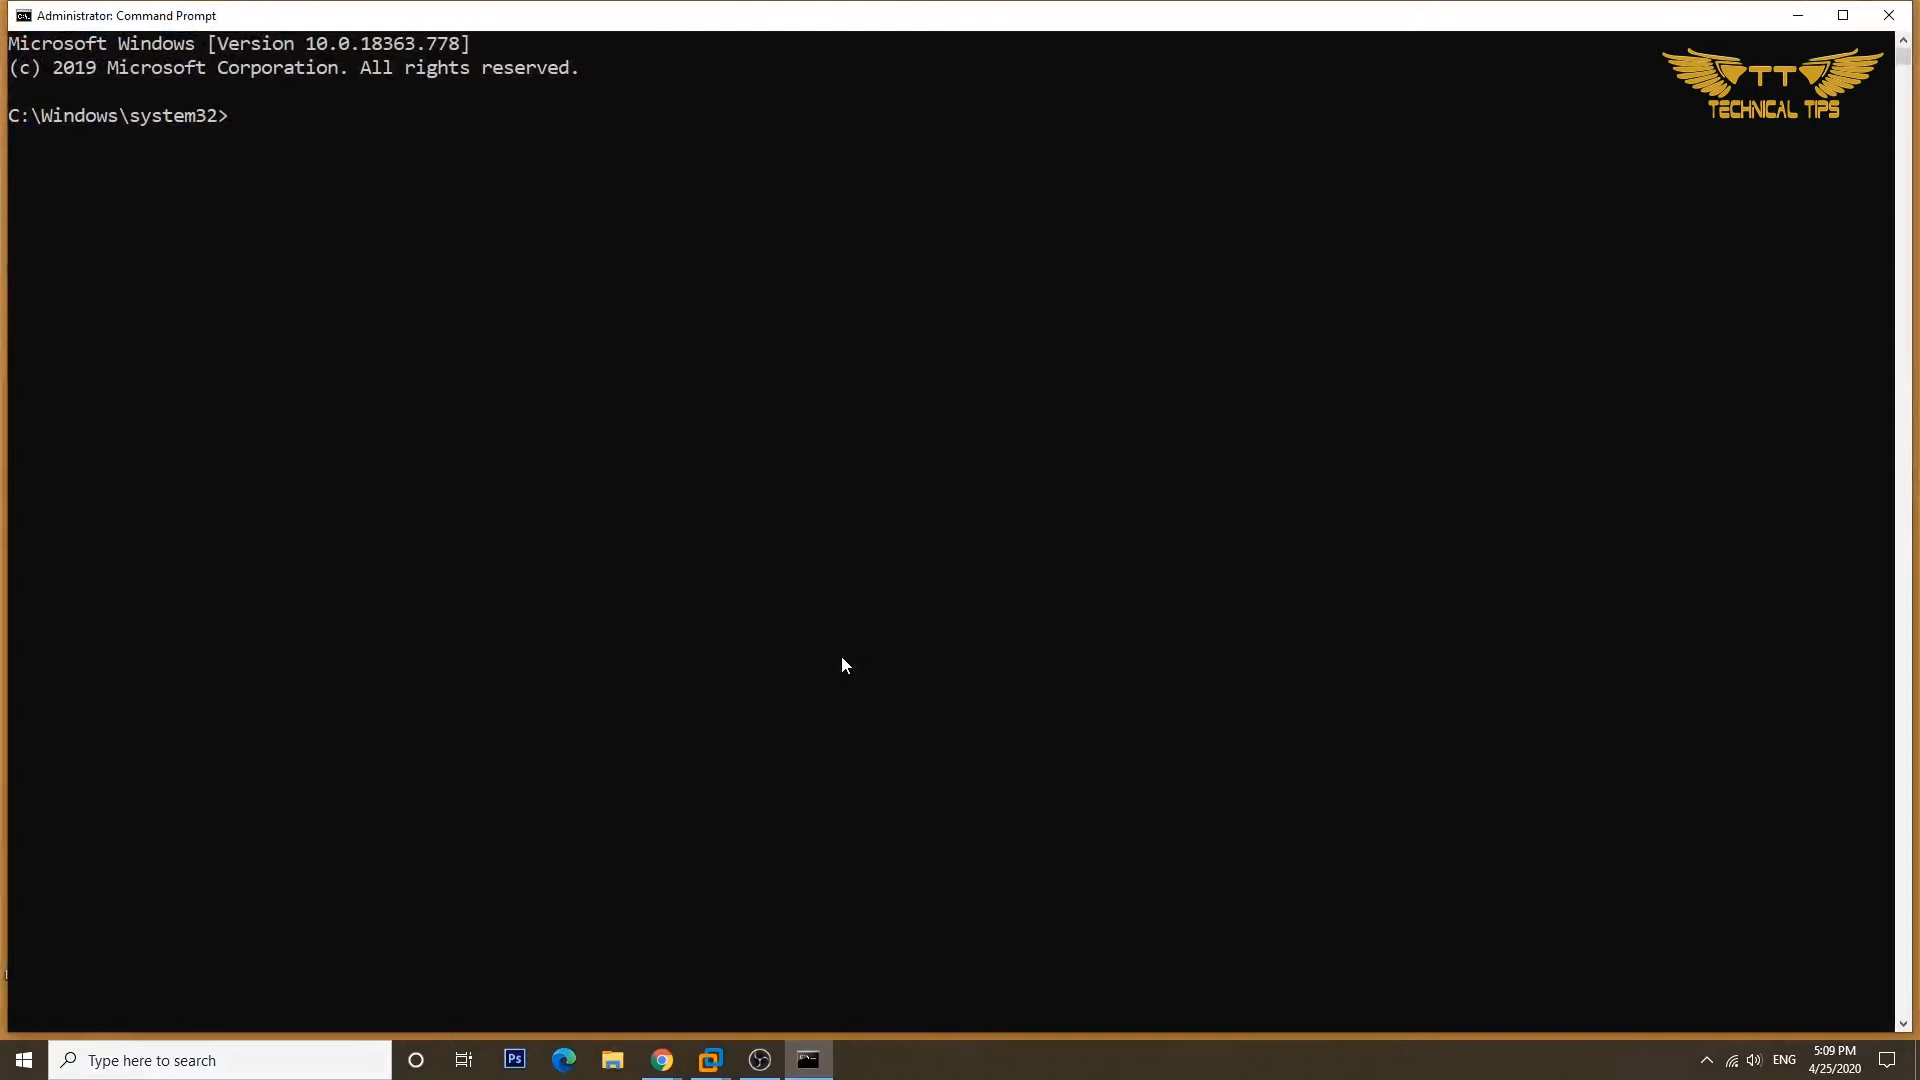 Administrator: Command Prompt
Microsoft Windows [Version 10.0.18363.778]
(c) 2019 Microsoft Corporation. All rights reserved.
TT
TECHNICAL TIPS
C:\Windows\system32>
Type here to search
Ps
ENG
5:09 PM
4/25/2020